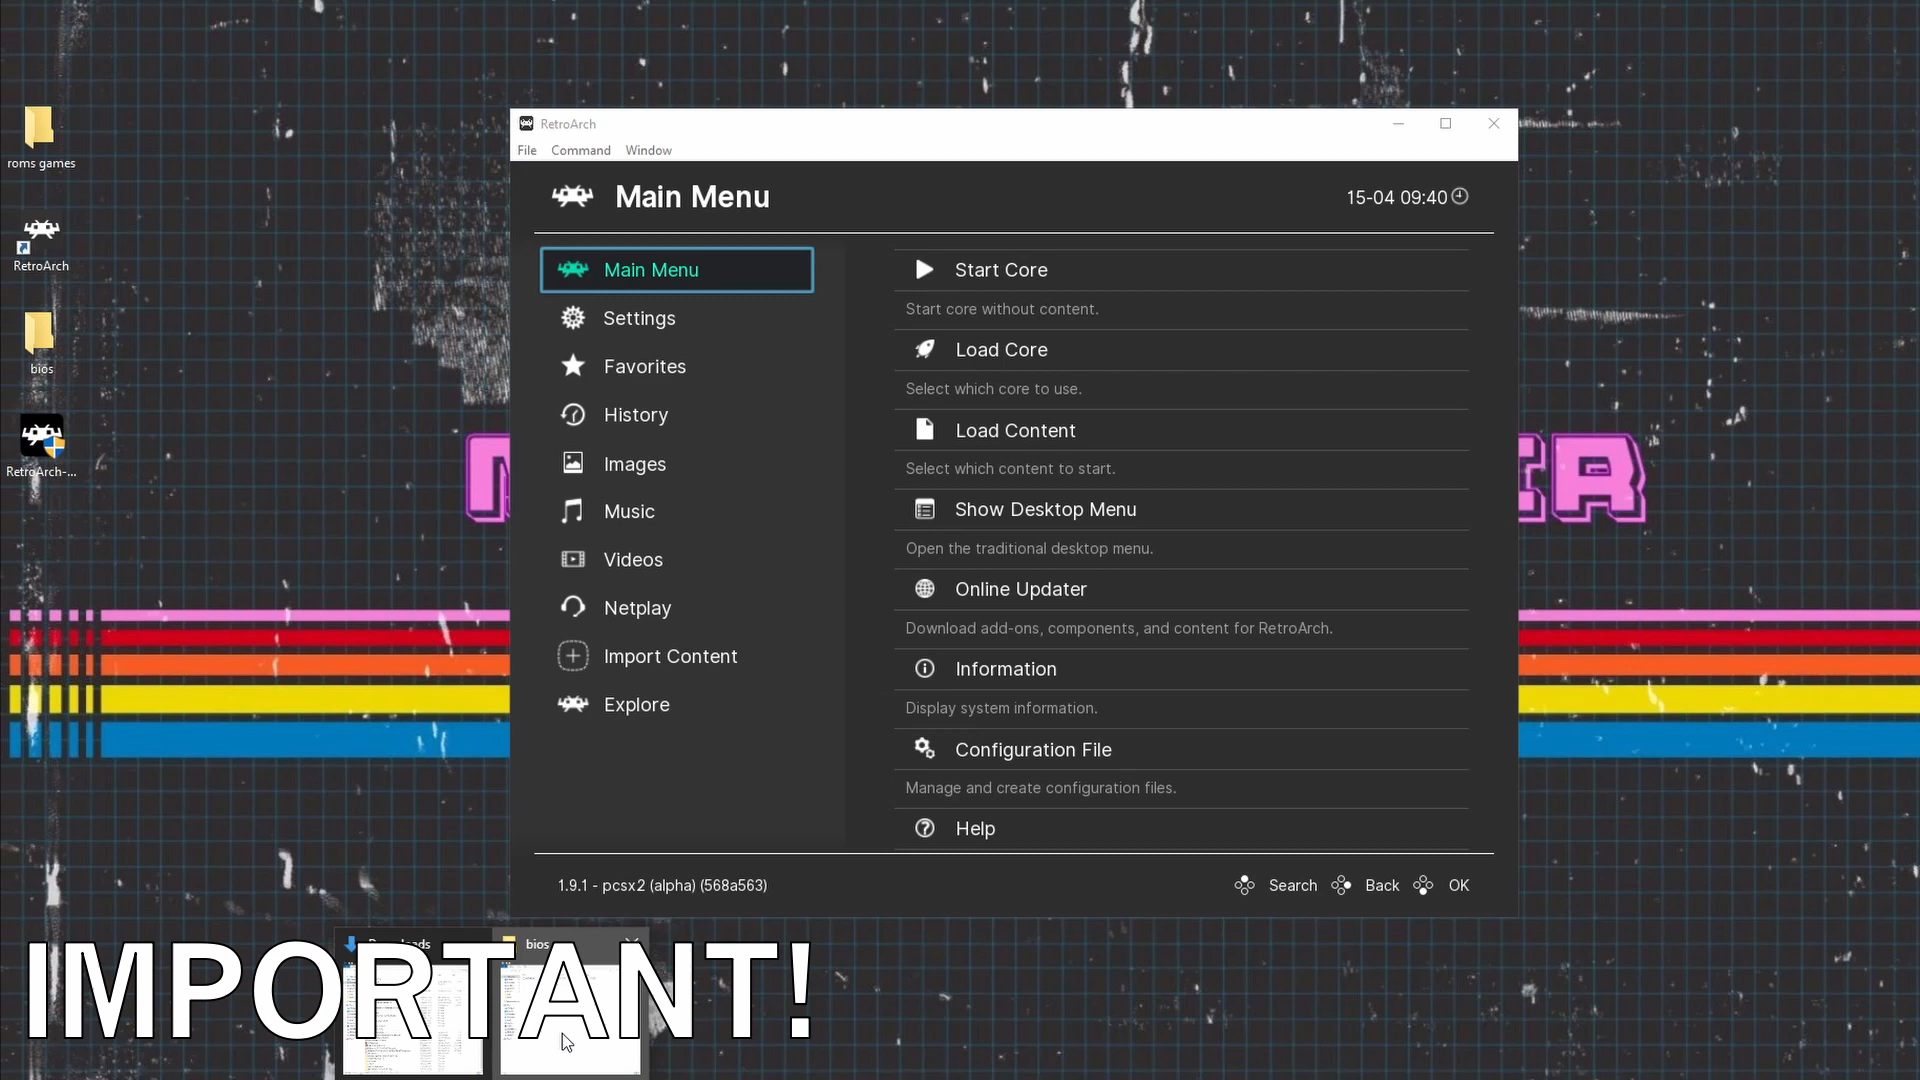 roms games
RetroArch
bios
RetroArch-...
RetroArch
File Command Window
Main Menu
15-04 09:40
Main Menu
Settings
Favorites
History
Images
Music
Videos
Netplay
Import Content
Explore
Start Core
Start core without content.
Load Core
Select which core to use.
Load Content
Select which content to start.
Show Desktop Menu
Open the traditional desktop menu.
Online Updater
Download add-ons, components, and content for RetroArch.
Information
Display system information.
Configuration File
Manage and create configuration files.
Help
1.9.1 - pcsx2 (alpha) (568a563)
Search Back OK
Downloads
bios
IMPORTANT!